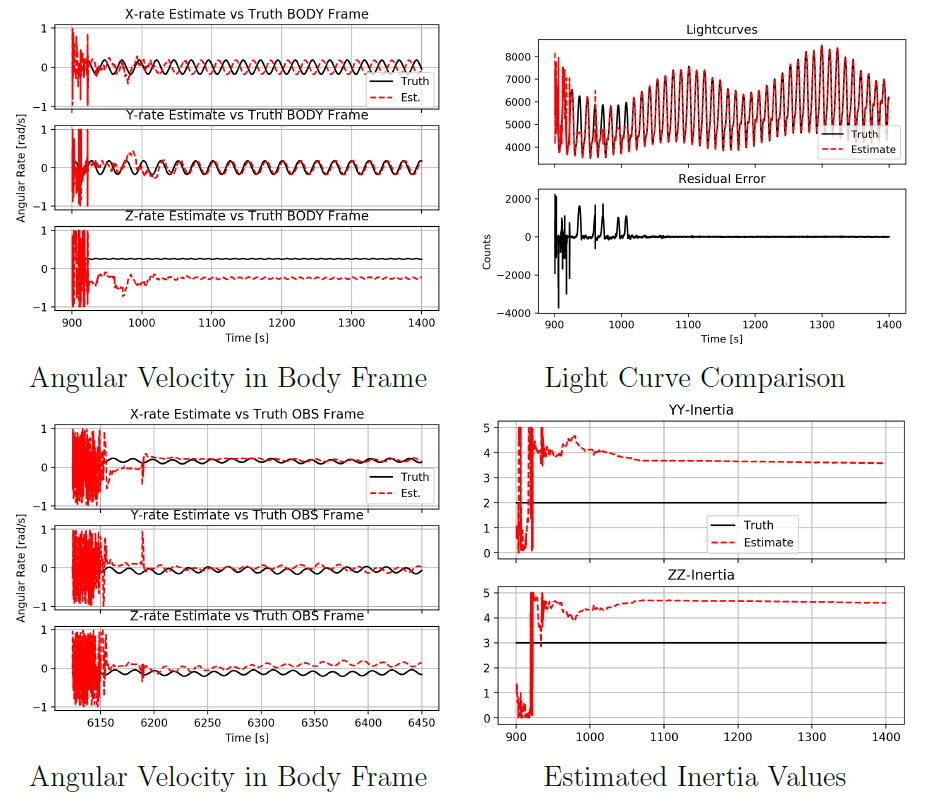 X-rate Estimate vs Truth BODY Frame
1
0
−1
Truth
Est.
Y-rate Estimate vs Truth BODY Frame
1
0
−1
Angular Rate [rad/s]
Z-rate Estimate vs Truth BODY Frame
1
0
−1
900 1000 1100 1200 1300 1400
Time [s]
Angular Velocity in Body Frame
Lightcurves
8000
7000
6000
5000
4000
Truth
Estimate
Residual Error
2000
0
−2000
−4000
Counts
900 1000 1100 1200 1300 1400
Time [s]
Light Curve Comparison
X-rate Estimate vs Truth OBS Frame
1
0
−1
Truth
Est.
Y-rate Estimate vs Truth OBS Frame
1
0
−1
Angular Rate [rad/s]
Z-rate Estimate vs Truth OBS Frame
1
0
−1
6150 6200 6250 6300 6350 6400 6450
Time [s]
Angular Velocity in Body Frame
YY-Inertia
5
4
3
2
1
0
Truth
Estimate
ZZ-Inertia
5
4
3
2
1
0
900 1000 1100 1200 1300 1400
Estimated Inertia Values